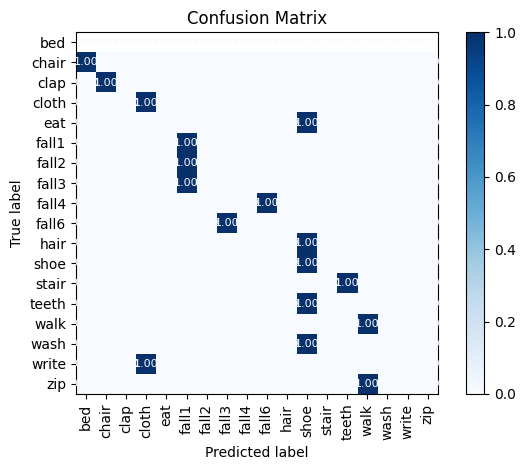 Confusion Matrix
bed
chair 1.00
clap 1.00
cloth 1.00
eat 1.00
fall1 1.00
fall2 1.00
fall3 1.00
fall4 1.00
fall6 1.00
hair 1.00
shoe 1.00
stair 1.00
teeth 1.00
walk 1.00
wash 1.00
write 1.00
zip 1.00
True label
bed chair clap cloth eat fall1 fall2 fall3 fall4 fall6 hair shoe stair teeth walk wash write zip
Predicted label
1.0
0.8
0.6
0.4
0.2
0.0